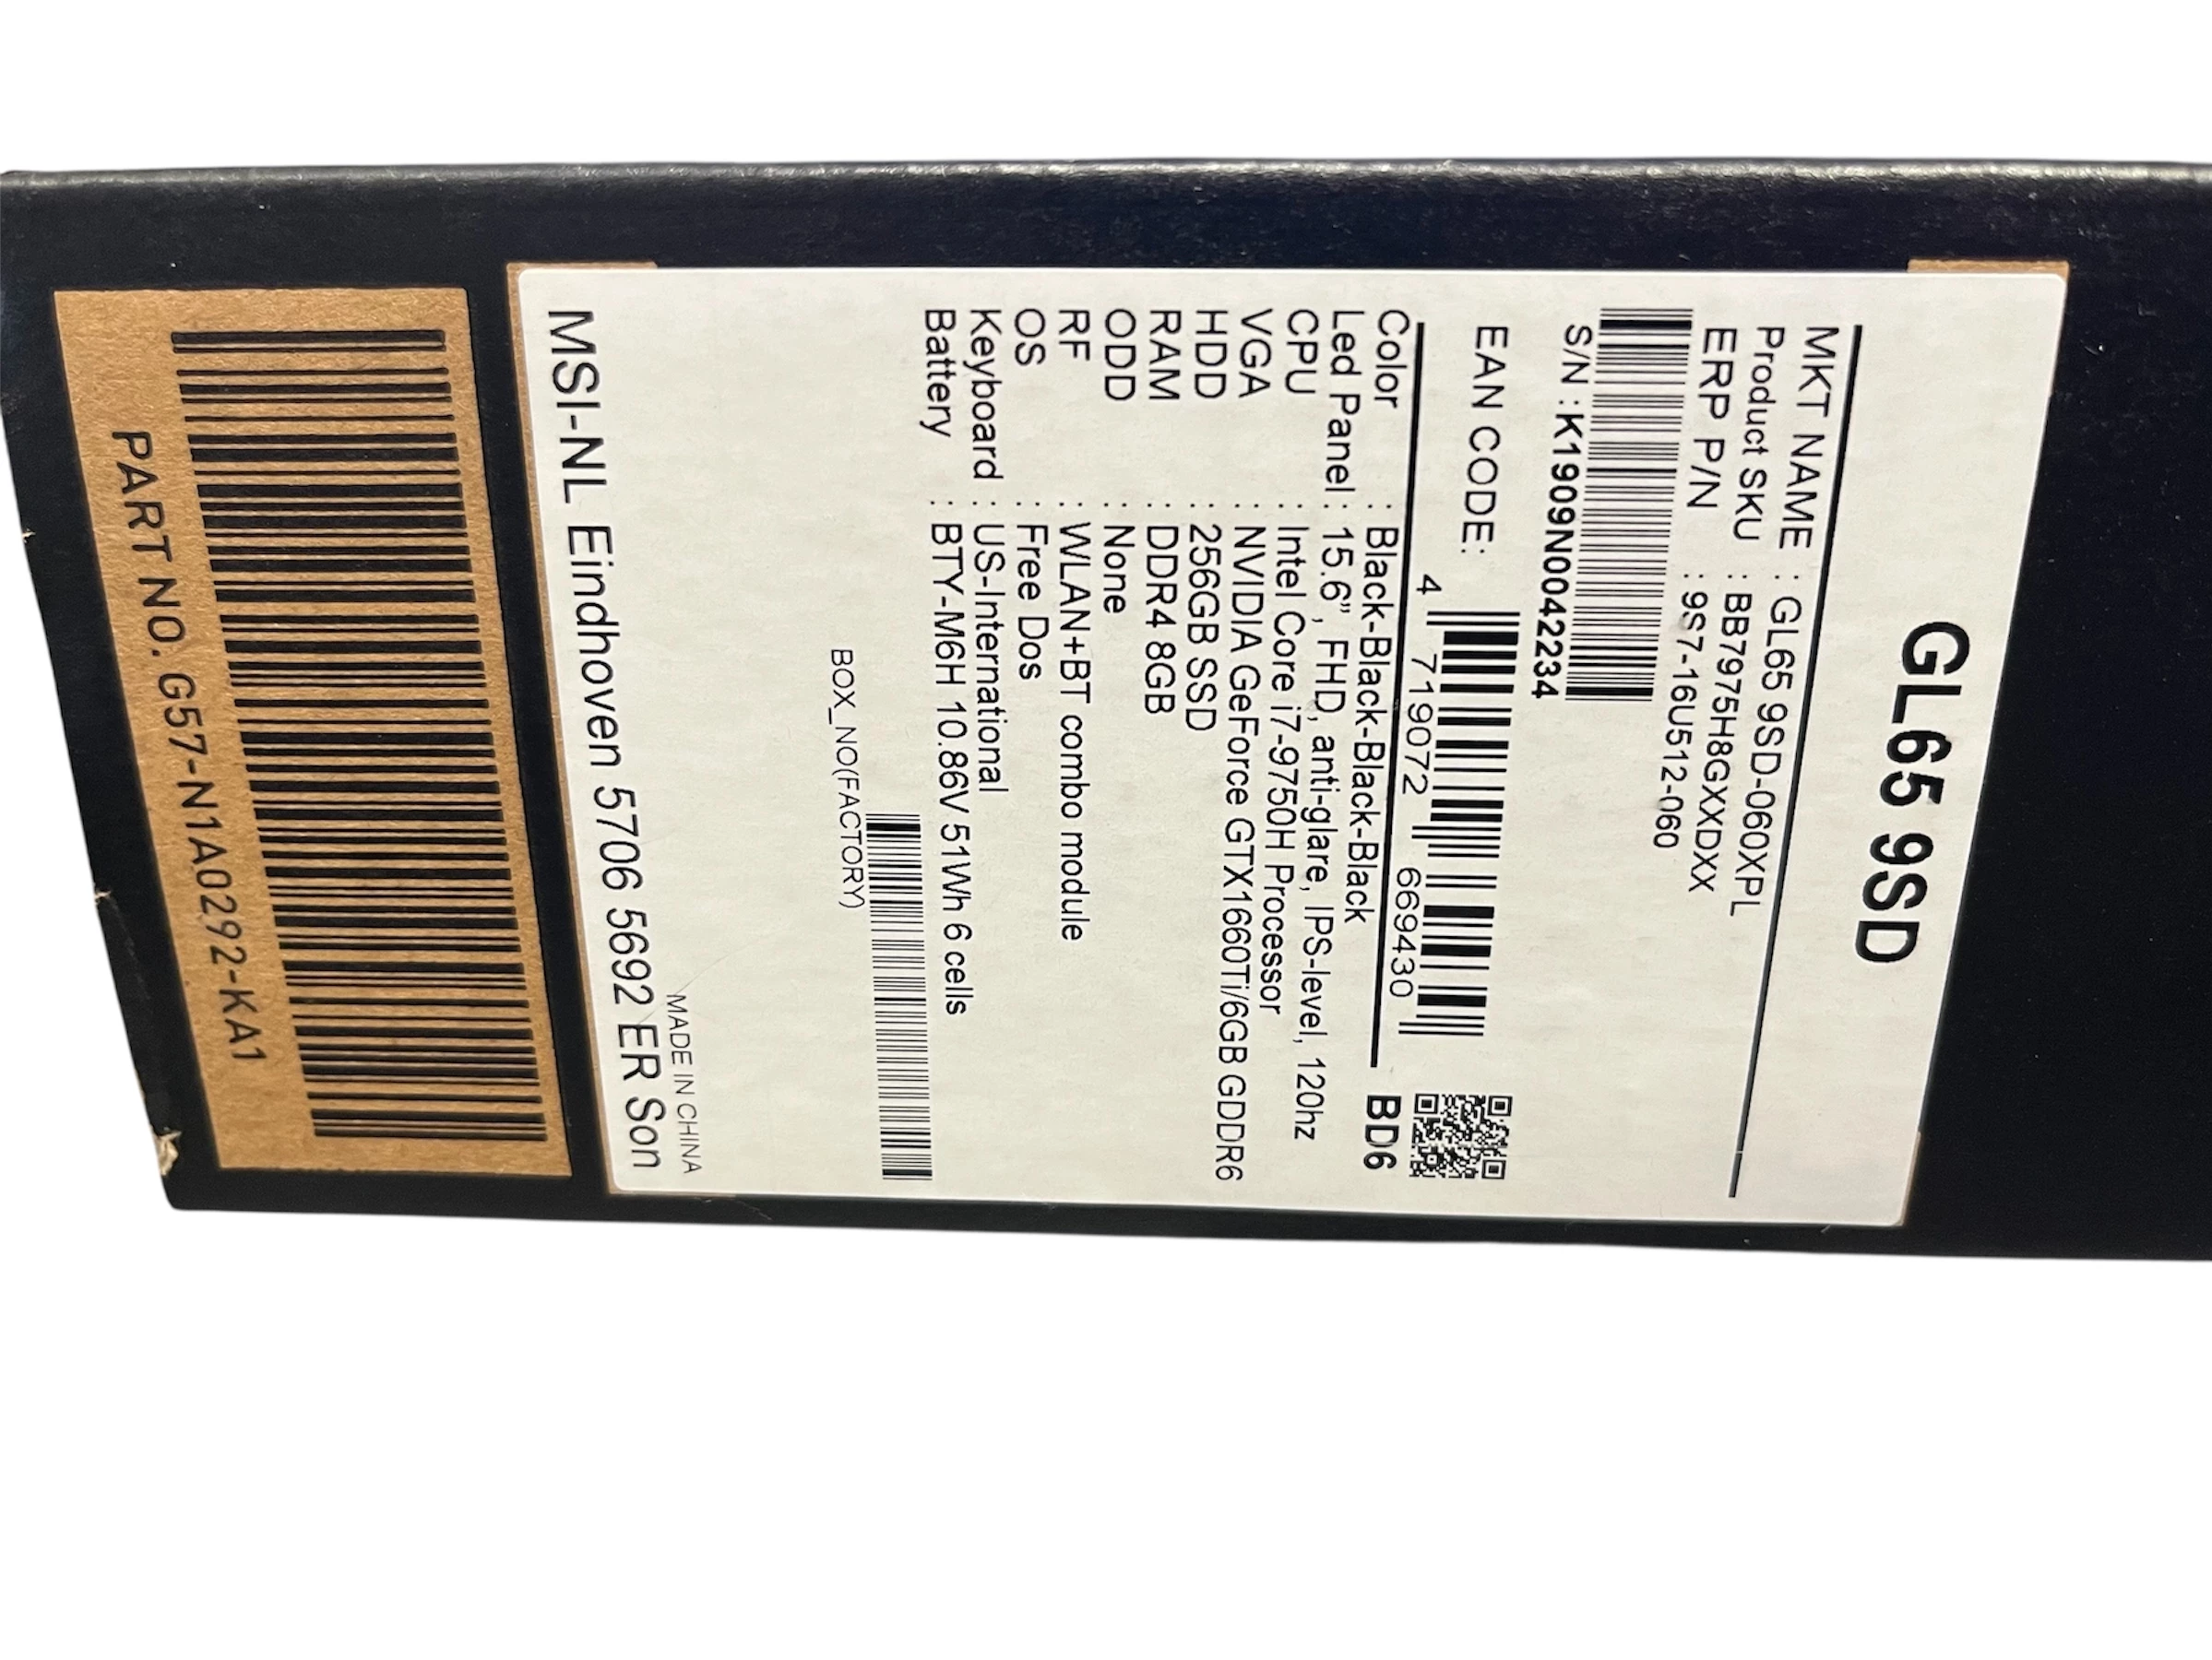 GL65 9SD
MKT NAME : GL65 9SD-060XPL
Product SKU : BB7975H8GXXDXX
ERP P/N : 9S7-16U512-060
S/N :K1909N0042234
EAN CODE:
4 719072 669430
BD6
Color : Black-Black-Black-Black-Black
Led Panel : 15.6”, FHD, anti-glare, IPS-level, 120hz
CPU : Intel Core i7-9750H Processor
VGA : NVIDIA GeForce GTX1660Ti/6GB GDDR6
HDD : 256GB SSD
RAM : DDR4 8GB
ODD : None
RF : WLAN+BT combo module
OS : Free Dos
Keyboard : US-International
Battery : BTY-M6H 10.86V 51Wh 6 cells
BOX_NO(FACTORY)
MADE IN CHINA
MSI-NL Eindhoven 5706 5692 ER Son
PART NO. G57-N1A0292-KA1